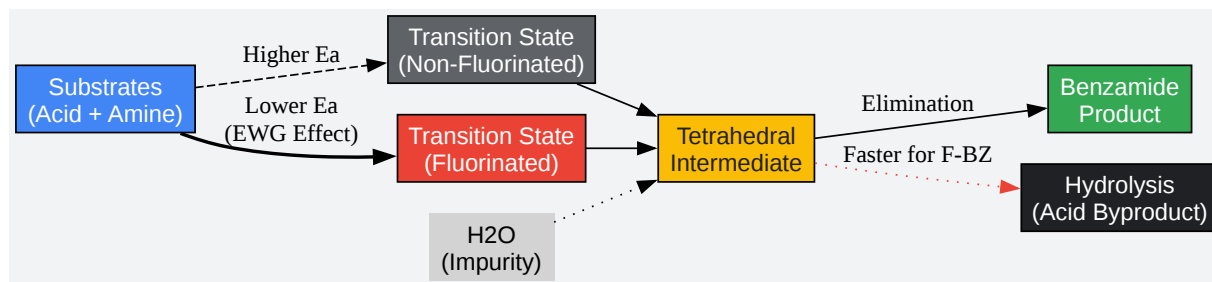 Substrates
(Acid + Amine)
Higher Ea
Lower Ea
(EWG Effect)
Transition State
(Non-Fluorinated)
Transition State
(Fluorinated)
H2O
(Impurity)
Tetrahedral
Intermediate
Elimination
Faster for F-BZ
Benzamide
Product
Hydrolysis
(Acid Byproduct)